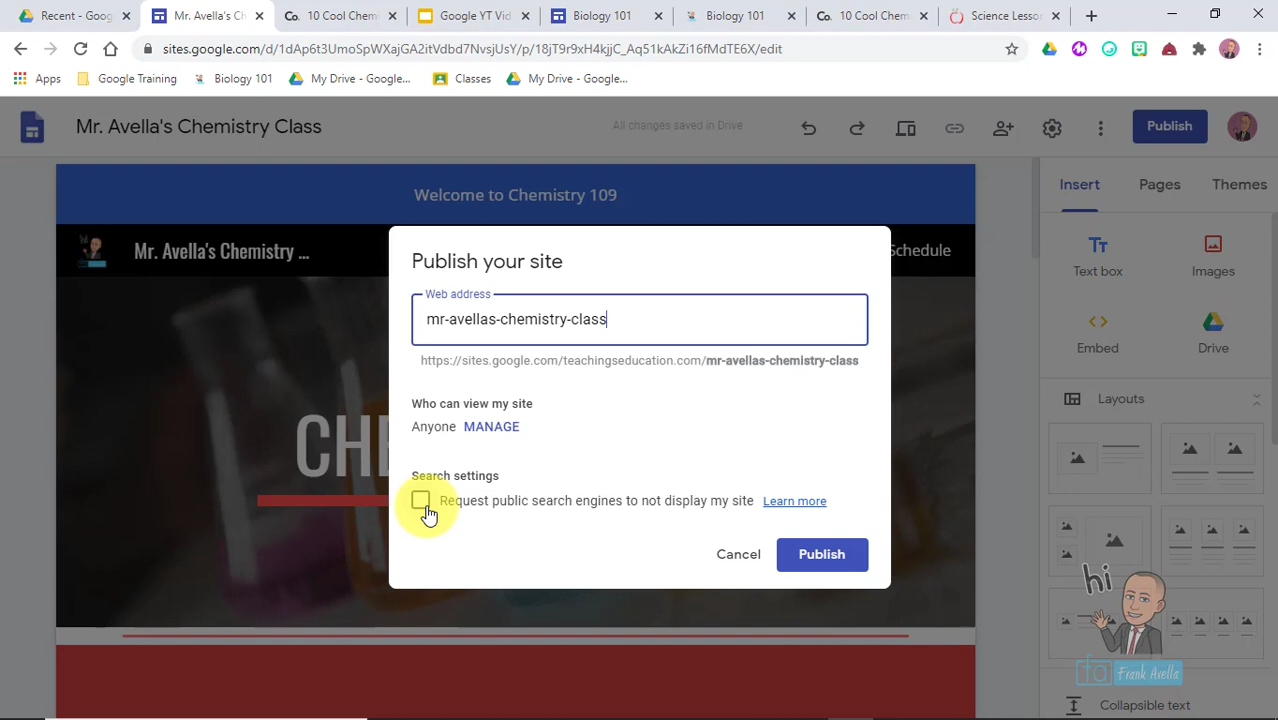 Recent - Goo
Mr. Avella's Chem
10 Cool Chemi
Google YT Vid
Biology 101
Biology 101
10 Cool Chem
Science Lesso
sites.google.com/d/1dAp6t3UmoSpWXajGA2itVdbd7NvsjUsY/p/18jT9r9xH4kjjC_Aq51kAkZi16fMdTE6X/edit
Apps
Google Training
Biology 101
My Drive - Google...
Classes
My Drive - Google...
Mr. Avella's Chemistry Class
All changes saved in Drive
Publish
Welcome to Chemistry 109
Insert
Pages
Themes
Mr. Avella's Chemistry ...
Schedule
Publish your site
Web address
mr-avellas-chemistry-class
https://sites.google.com/teachingseducation.com/mr-avellas-chemistry-class
Who can view my site
Anyone MANAGE
Search settings
Request public search engines to not display my site Learn more
Cancel
Publish
Text box
Images
Embed
Drive
Layouts
hi
fa Frank Avella
Collapsible text